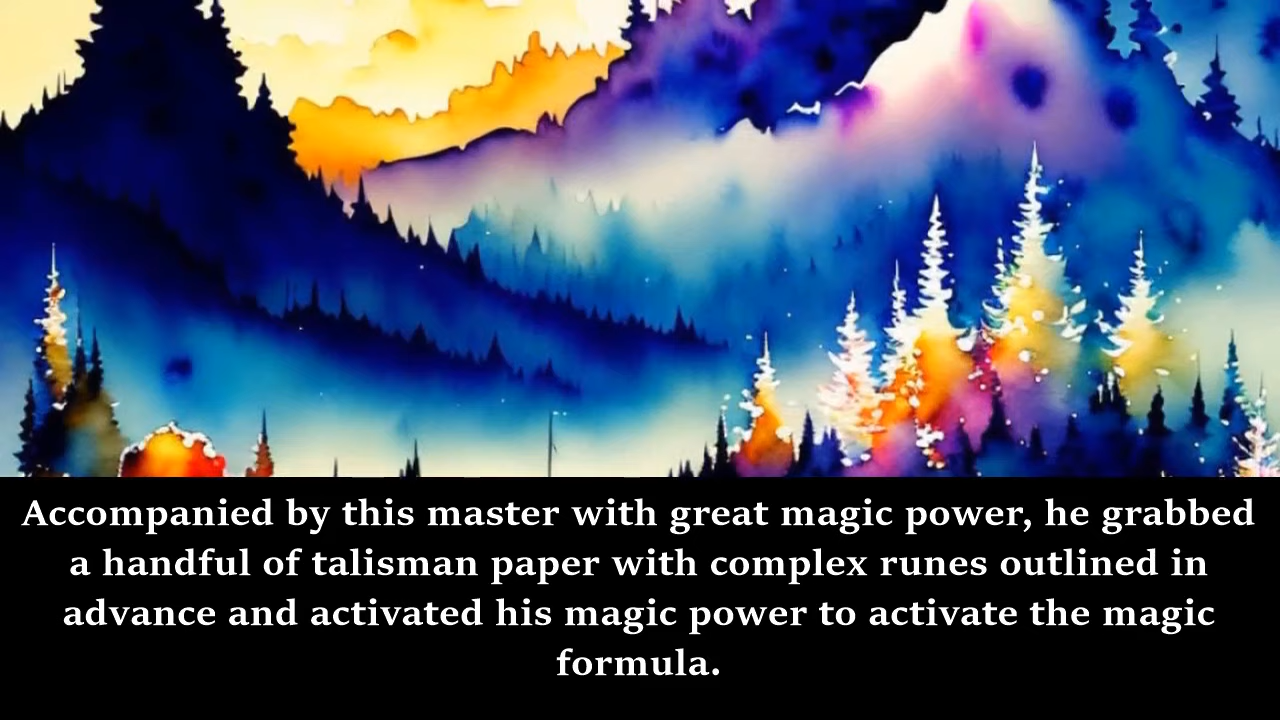 Accompanied by this master with great magic power, he grabbed
a handful of talisman paper with complex runes outlined in
advance and activated his magic power to activate the magic
formula.